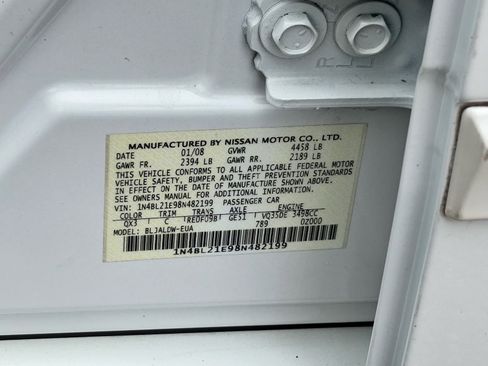 MANUFACTURED BY NISSAN MOTOR CO., LTD.
DATE 01/08 GVWR 4458 LB
GAWR FR. 2394 LB GAWR RR. 2189 LB
THIS VEHICLE CONFORMS TO ALL APPLICABLE FEDERAL MOTOR
VEHICLE SAFETY, BUMPER AND THEFT PREVENTION STANDARDS
IN EFFECT ON THE DATE OF MANUFACTURE SHOWN ABOVE.
SEE OWNERS MANUAL FOR ADDITIONAL INFORMATION.
VIN: 1N4BL21E98N482199 PASSENGER CAR
COLOR TRIM TRANS AXLE ENGINE
QX3 C RE0F09B GE51 VQ35DE 3498CC
MODEL: BLJALDW-EUA 789 0Z000
1N4BL21E98N482199